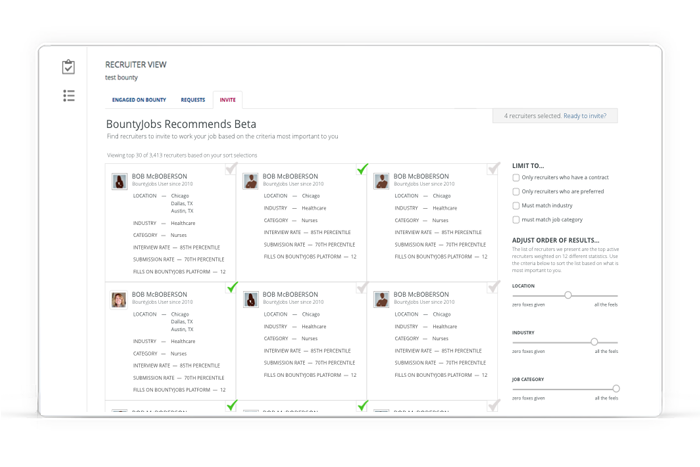 RECRUITER VIEW
test bounty
ENGAGED ON BOUNTY REQUESTS INVITE
4 recruiters selected. Ready to invite?
BountyJobs Recommends Beta
Find recruiters to invite to work your job based on the criteria most important to you
Viewing top 30 of 3,413 recruiters based on your sort selections
BOB McBOBERSON
BountyJobs User since 2010
LOCATION — Chicago
Dallas, TX
Austin, TX
INDUSTRY — Healthcare
CATEGORY — Nurses
INTERVIEW RATE — 85TH PERCENTILE
SUBMISSION RATE — 70TH PERCENTILE
FILLS ON BOUNTYJOBS PLATFORM — 12
BOB McBOBERSON
BountyJobs User since 2010
LOCATION — Chicago
INDUSTRY — Healthcare
CATEGORY — Nurses
INTERVIEW RATE — 85TH PERCENTILE
SUBMISSION RATE — 70TH PERCENTILE
FILLS ON BOUNTYJOBS PLATFORM — 12
BOB McBOBERSON
BountyJobs User since 2010
LOCATION — Chicago
INDUSTRY — Healthcare
CATEGORY — Nurses
INTERVIEW RATE — 85TH PERCENTILE
SUBMISSION RATE — 70TH PERCENTILE
FILLS ON BOUNTYJOBS PLATFORM — 12
BOB McBOBERSON
BountyJobs User since 2010
LOCATION — Chicago
Dallas, TX
Austin, TX
INDUSTRY — Healthcare
CATEGORY — Nurses
INTERVIEW RATE — 85TH PERCENTILE
SUBMISSION RATE — 70TH PERCENTILE
FILLS ON BOUNTYJOBS PLATFORM — 12
BOB McBOBERSON
BountyJobs User since 2010
LOCATION — Chicago
INDUSTRY — Healthcare
CATEGORY — Nurses
INTERVIEW RATE — 85TH PERCENTILE
SUBMISSION RATE — 70TH PERCENTILE
FILLS ON BOUNTYJOBS PLATFORM — 12
BOB McBOBERSON
BountyJobs User since 2010
LOCATION — Chicago
INDUSTRY — Healthcare
CATEGORY — Nurses
INTERVIEW RATE — 85TH PERCENTILE
SUBMISSION RATE — 70TH PERCENTILE
FILLS ON BOUNTYJOBS PLATFORM — 12
LIMIT TO...
Only recruiters who have a contract
Only recruiters who are preferred
Must match industry
must match job category
ADJUST ORDER OF RESULTS...
The list of recruiters we present are the top active
recruiters weighted on 12 different statistics. Use
the criteria below to sort the list based on what is
most important to you
LOCATION
zero foxes given all the feels
INDUSTRY
zero foxes given all the feels
JOB CATEGORY
zero foxes given all the feels